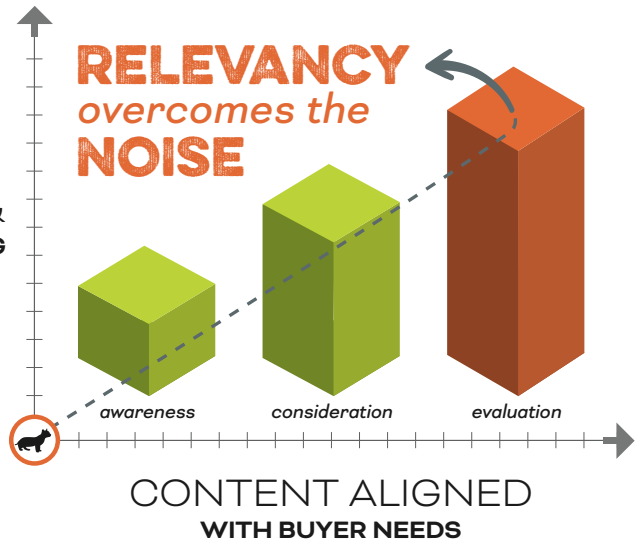 RELEVANCY
overcomes the
NOISE
&
G
awareness
consideration
evaluation
CONTENT ALIGNED
WITH BUYER NEEDS